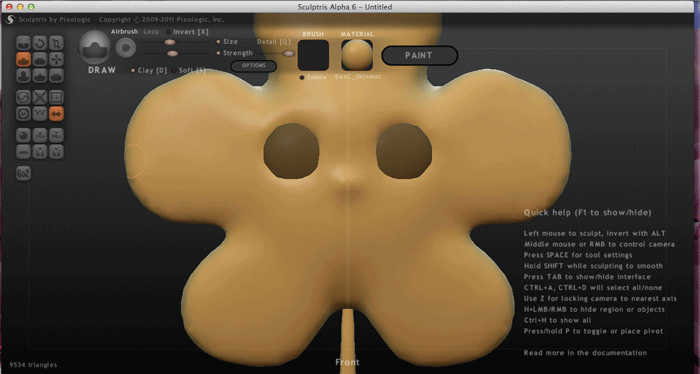 Sculptris Alpha 6 – Untitled
Sculptris by Pixologic Copyright © 2009-2011 Pixologic, Inc.
Airbrush Lazy Invert [X]
Size Detail [Q]
Strength
DRAW
Clay [D] Soft [S]
OPTIONS
BRUSH MATERIAL
Enable
PAINT
GoZ
Quick help (F1 to show/hide)
Left mouse to sculpt, invert with ALT
Middle mouse or RMB to control camera
Press SPACE for tool settings
Hold SHIFT while sculpting to smooth
Press TAB to show/hide interface
CTRL+A, CTRL+D will select all/none
Use Z for locking camera to nearest axis
H+LMB/RMB to hide region or objects
Ctrl+H to show all
Press/hold P to toggle or place pivot
Read more in the documentation
9534 triangles
Front